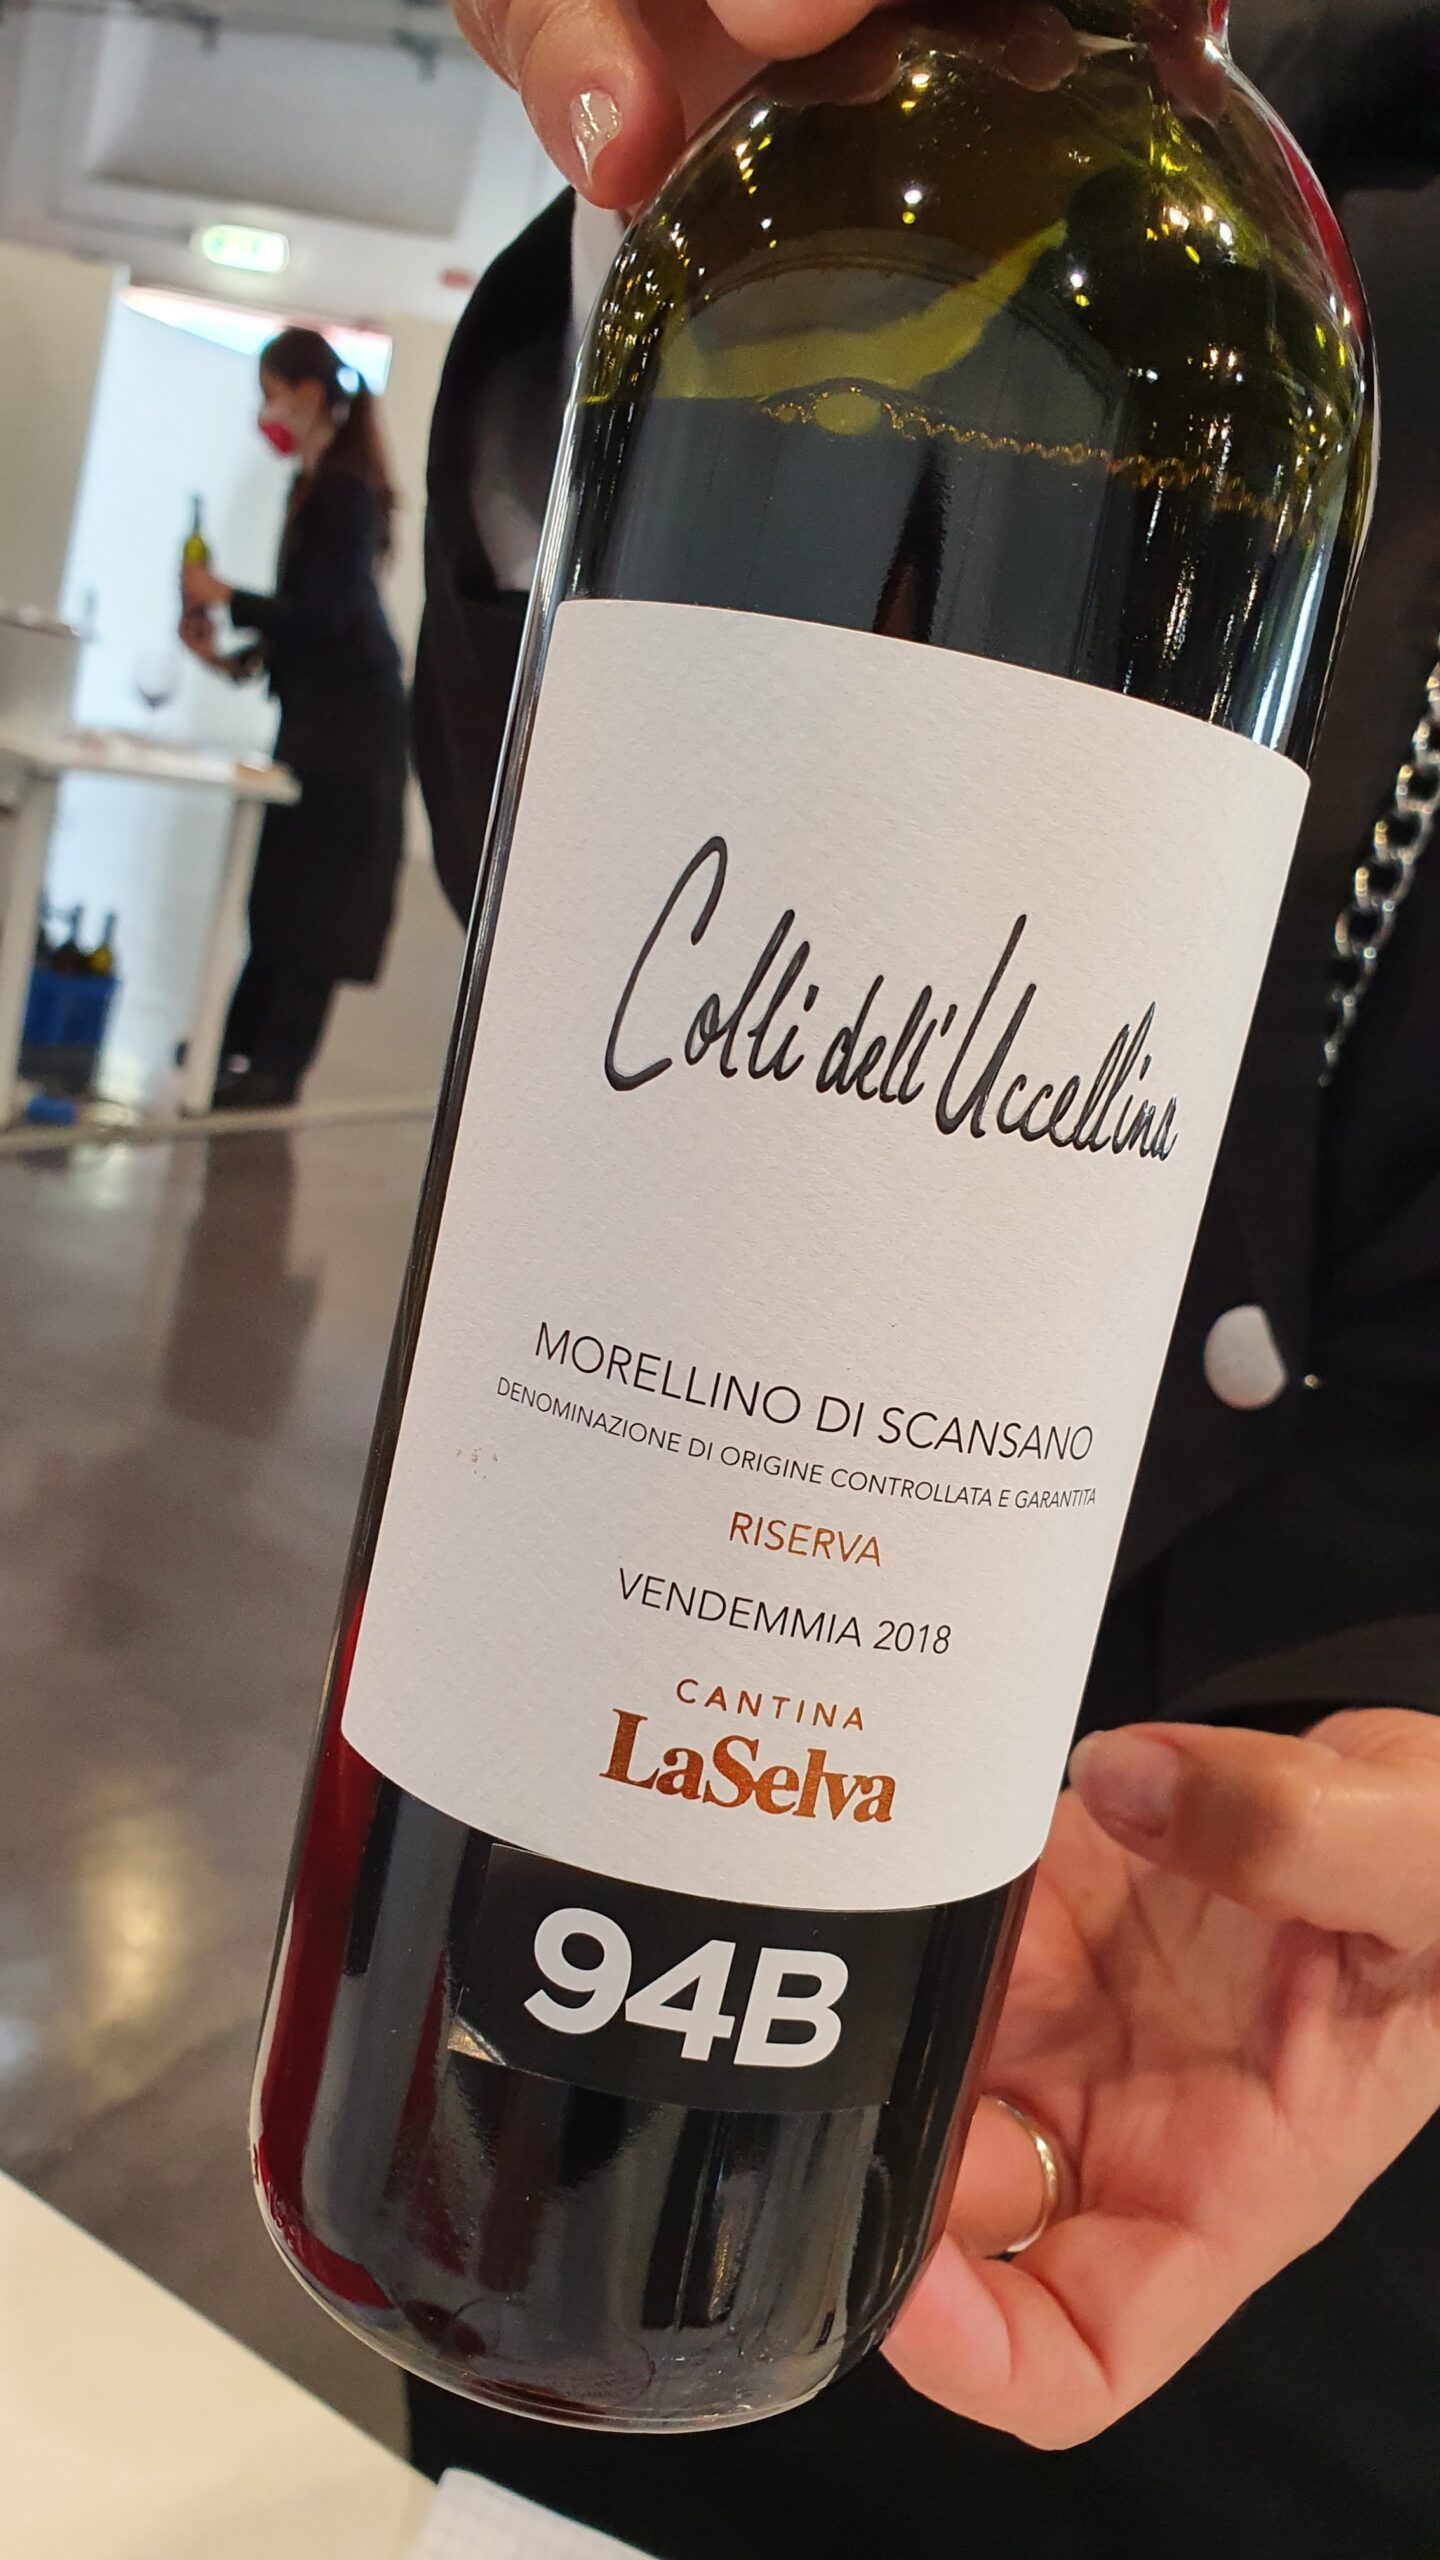 Colli dell'Uccellina
MORELLINO DI SCANSANO
DENOMINAZIONE DI ORIGINE CONTROLLATA E GARANTITA
RISERVA
VENDEMMIA 2018
CANTINA
LaSelva
94B